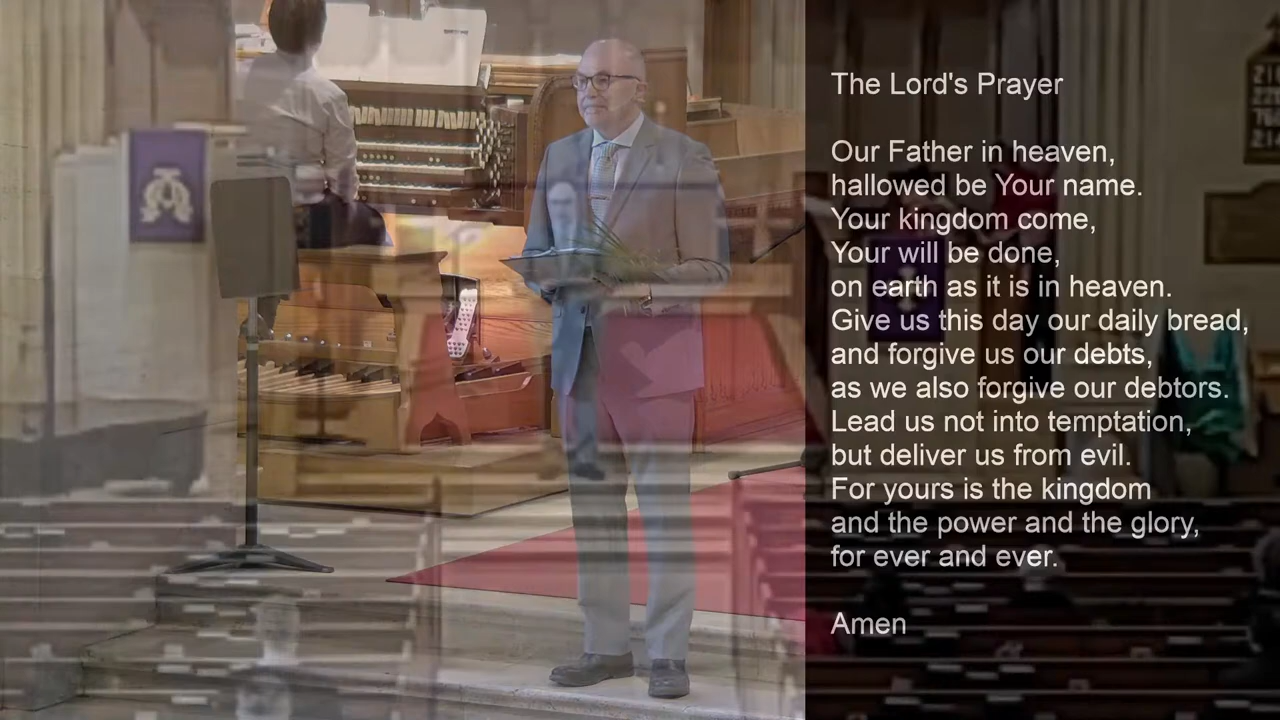 The Lord's Prayer
Our Father in heaven,
hallowed be Your name.
Your kingdom come,
Your will be done,
on earth as it is in heaven.
Give us this day our daily bread,
and forgive us our debts,
as we also forgive our debtors.
Lead us not into temptation,
but deliver us from evil.
For yours is the kingdom
and the power and the glory,
for ever and ever.
Amen